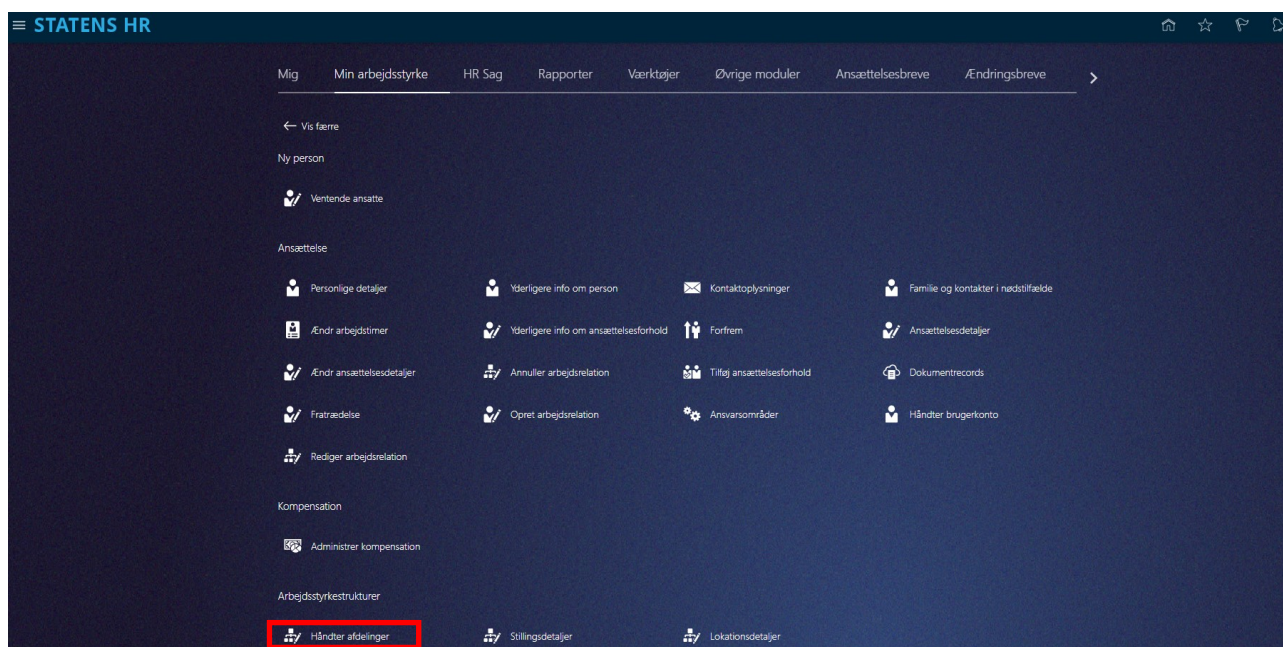 STATENS HR
Mig Min arbejdsstyrke HR Sag Rapporter Værktøjer Øvrige moduler Ansættelsesbreve Ændringsbreve
Vis færre
Ny person
Ventende ansatte
Ansættelse
Personlige detaljer Yderligere info om person Kontaktoplysninger Familie og kontakter i nødstilfælde
Ændr arbejdstimer Yderligere info om ansættelsesforhold Forfrem Ansættelsesdetaljer
Ændr ansættelsesdetaljer Annuller arbejdsrelation Tilføj ansættelsesforhold Dokumentrecords
Fratrædelse Opret arbejdsrelation Ansvarsområder Håndter brugerkonto
Rediger arbejdsrelation
Kompensation
Administrer kompensation
Arbejdsstyrkestrukturer
Håndter afdelinger Stillingsdetaljer Lokationsdetaljer